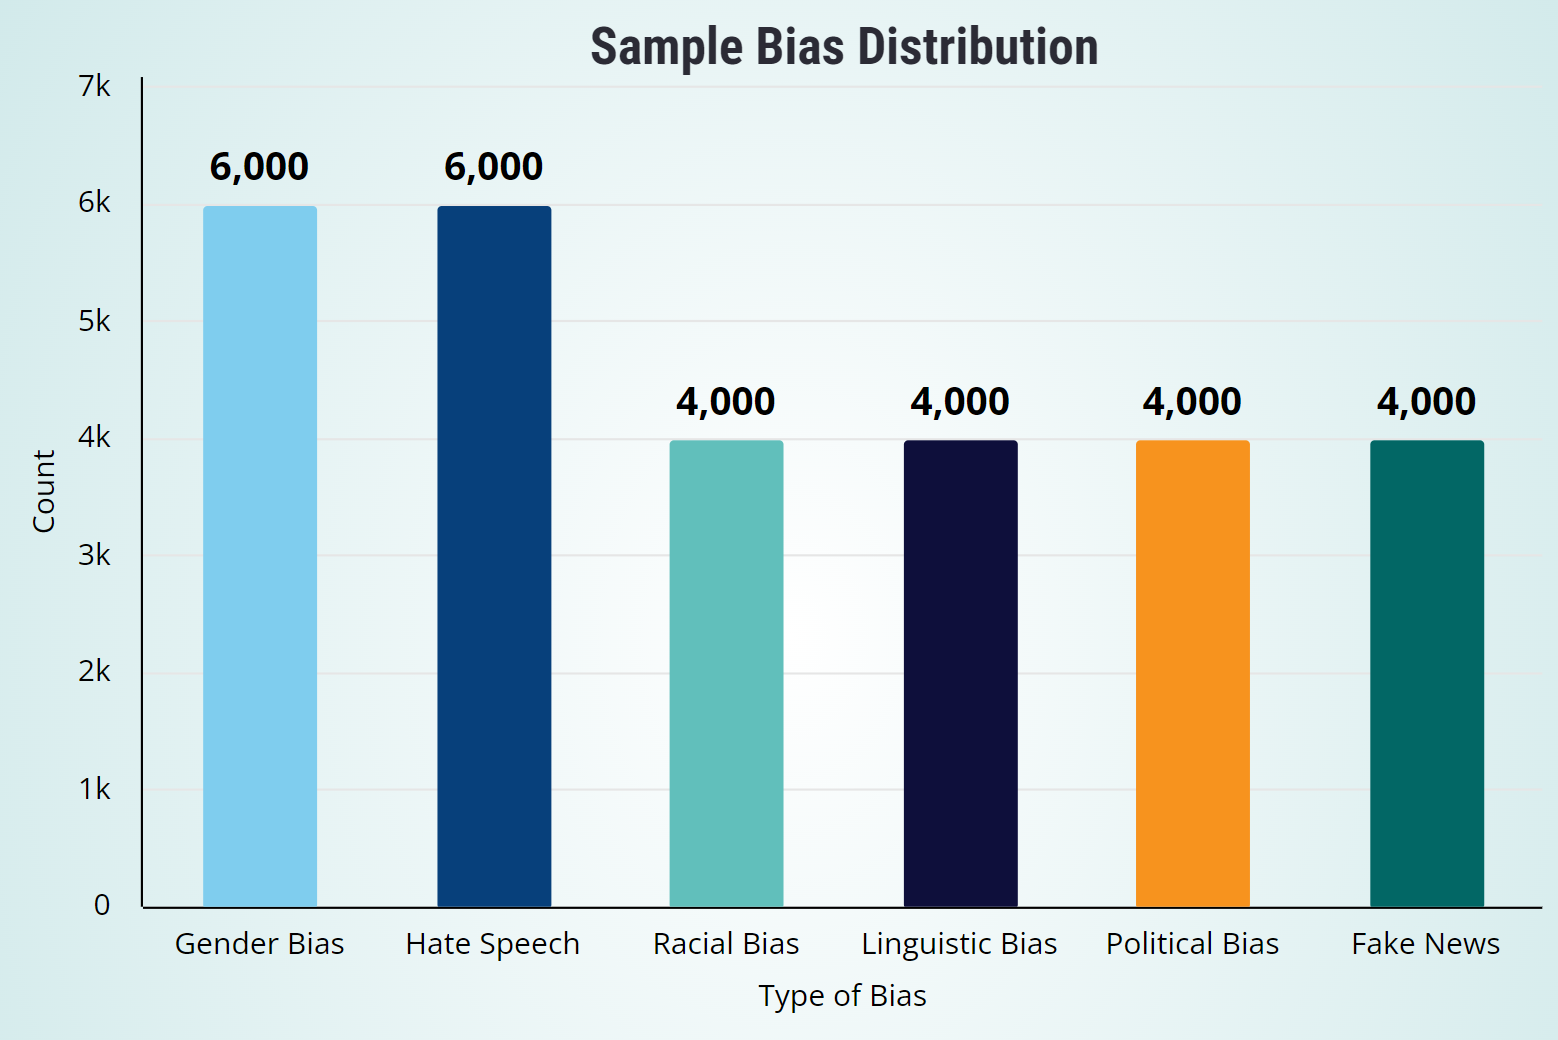 Sample Bias Distribution
7k
6k
5k
4k
3k
2k
1k
0
Count
6,000
6,000
4,000
4,000
4,000
4,000
Gender Bias
Hate Speech
Racial Bias
Linguistic Bias
Political Bias
Fake News
Type of Bias